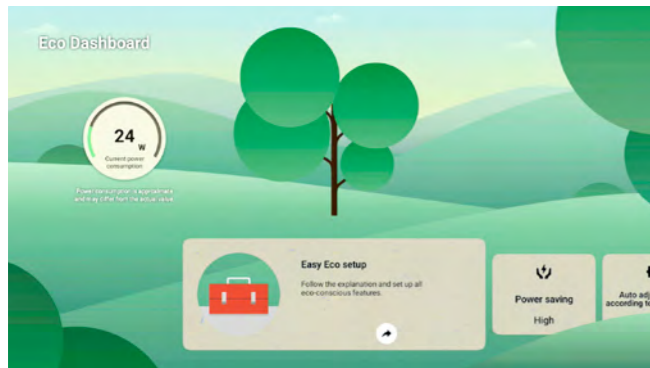 Eco Dashboard
24
W
Current power
consumption
Power consumption is approximate
and may differ from the actual value
Easy Eco setup
Follow the explanation and set up all
eco-conscious features.
Power saving
High
Auto adj
according to